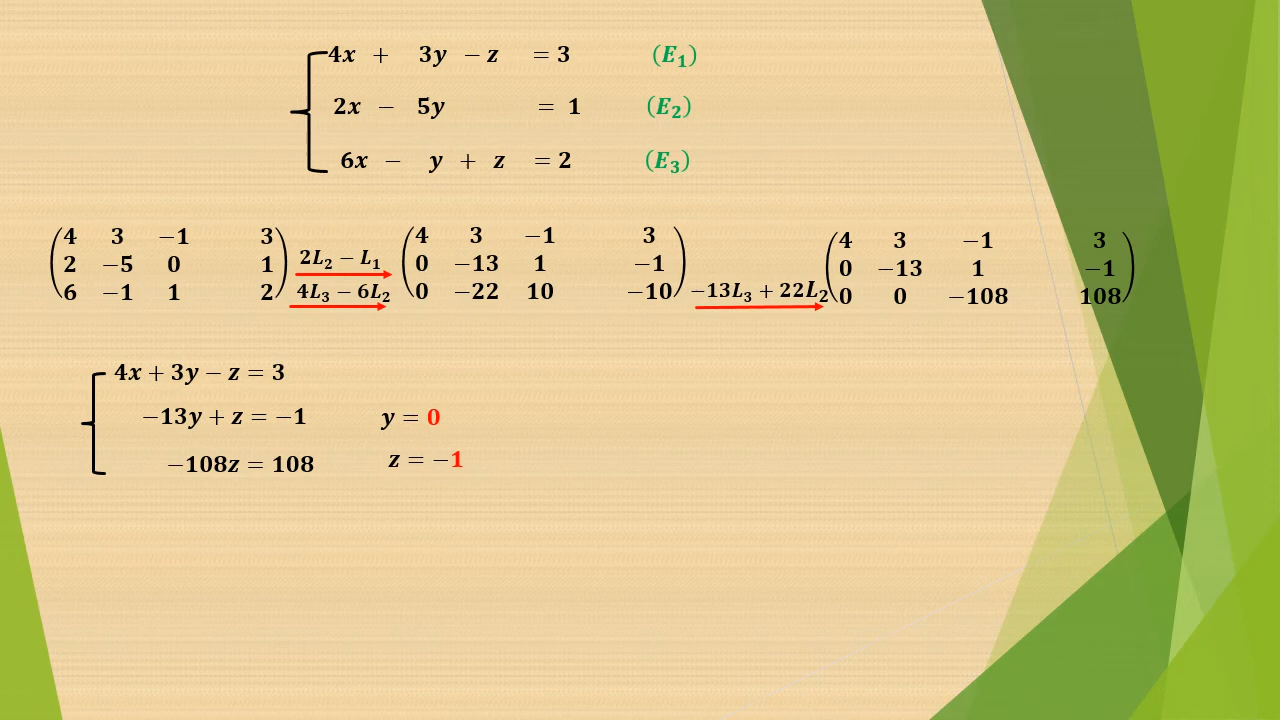 4x + 3y − z = 3 (E₁)
2x − 5y = 1 (E₂)
6x − y + z = 2 (E₃)
4 3 −1 3
2 −5 0 1
6 −1 1 2
2L₂ − L₁
4L₃ − 6L₂
4 3 −1 3
0 −13 1 −1
0 −22 10 −10
−13L₃ + 22L₂
4 3 −1 3
0 −13 1 −1
0 0 −108 108
4x + 3y − z = 3
−13y + z = −1 y = 0
−108z = 108 z = −1